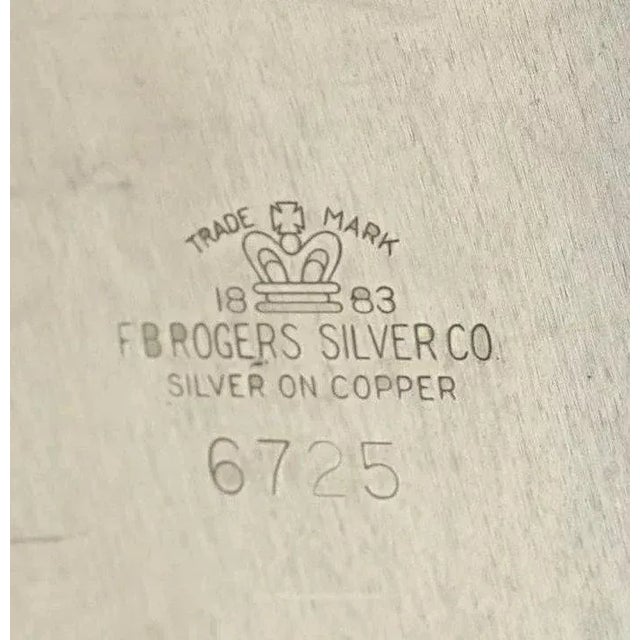 TRADE MARK
18 83
F B ROGERS SILVER CO.
SILVER ON COPPER
6725